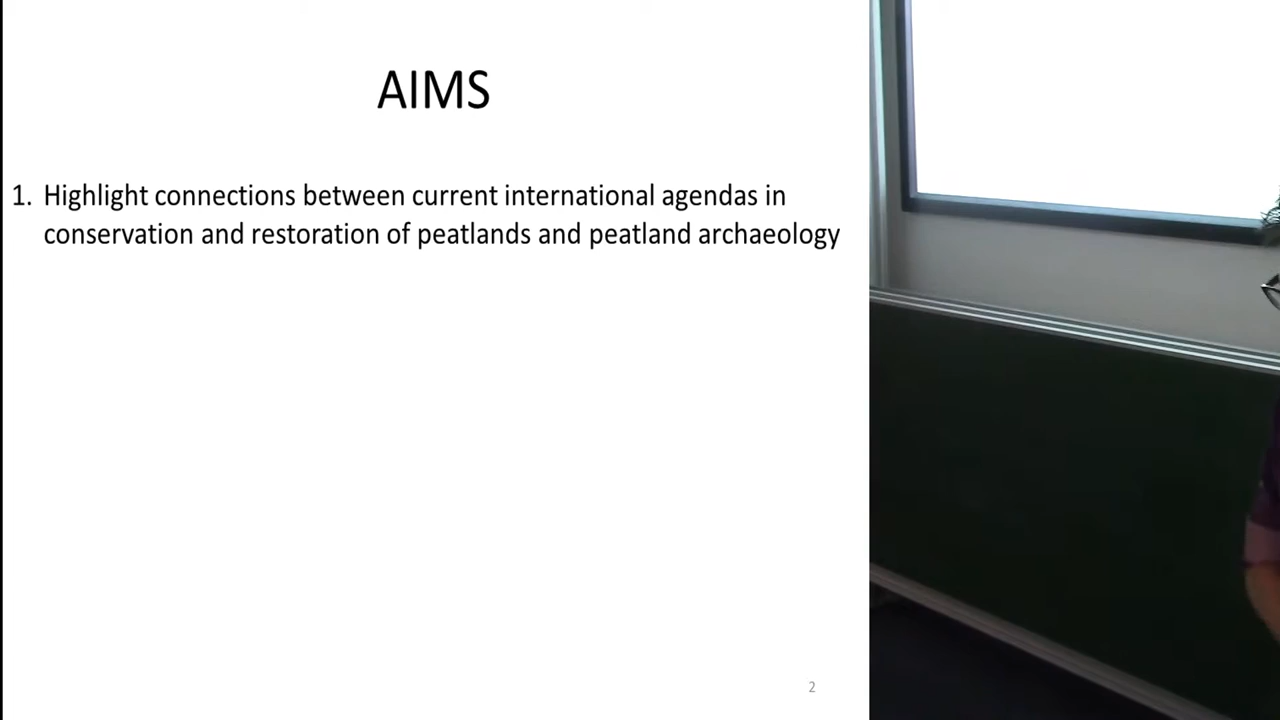 AIMS
1. Highlight connections between current international agendas in
conservation and restoration of peatlands and peatland archaeology
2